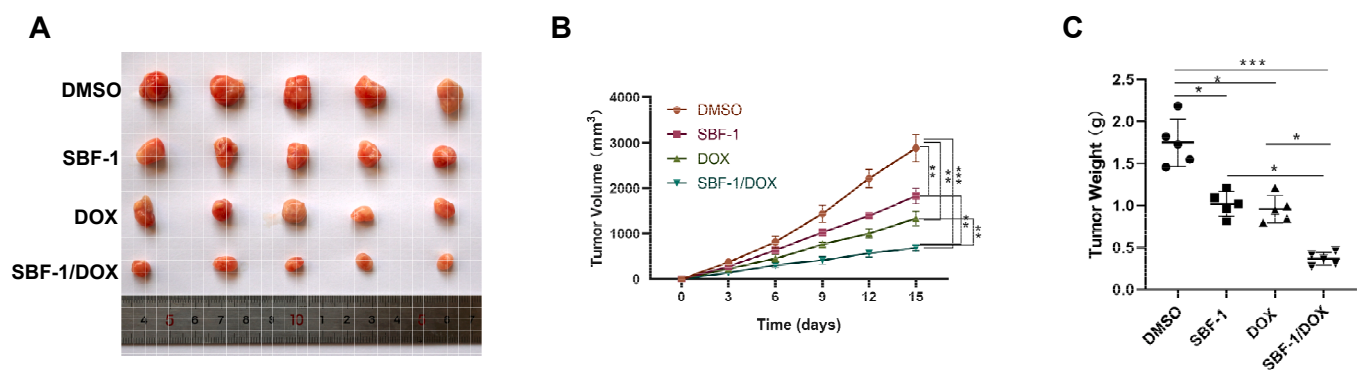 A
DMSO
SBF-1
DOX
SBF-1/DOX
4 5 6 7 8 9 10 1 2 3 4 5 6 7
B
DMSO
SBF-1
DOX
SBF-1/DOX
Tumor Volume (mm³)
4000
3000
2000
1000
0
0 3 6 9 12 15
Time (days)
**
**
***
**
**
C
Tumor Weight (g)
2.5
2.0
1.5
1.0
0.5
0.0
***
*
*
*
*
DMSO
SBF-1
DOX
SBF-1/DOX